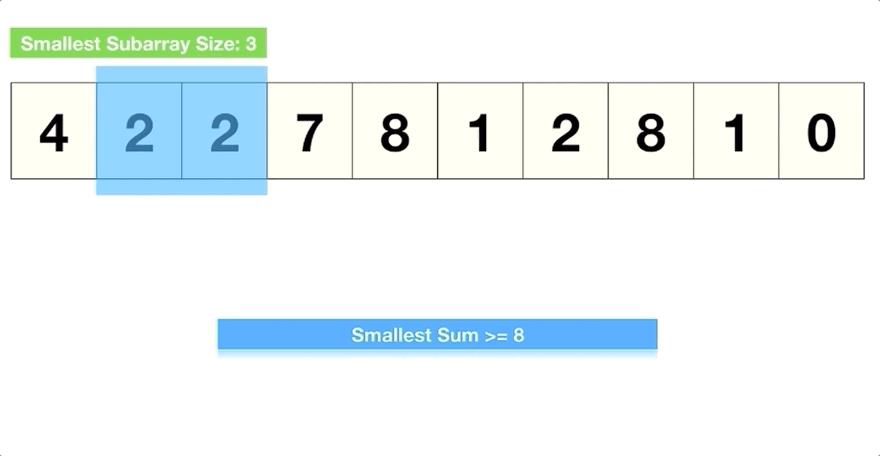 Smallest Subarray Size: 3
4 2 2 7 8 1 2 8 1 0
Smallest Sum >= 8